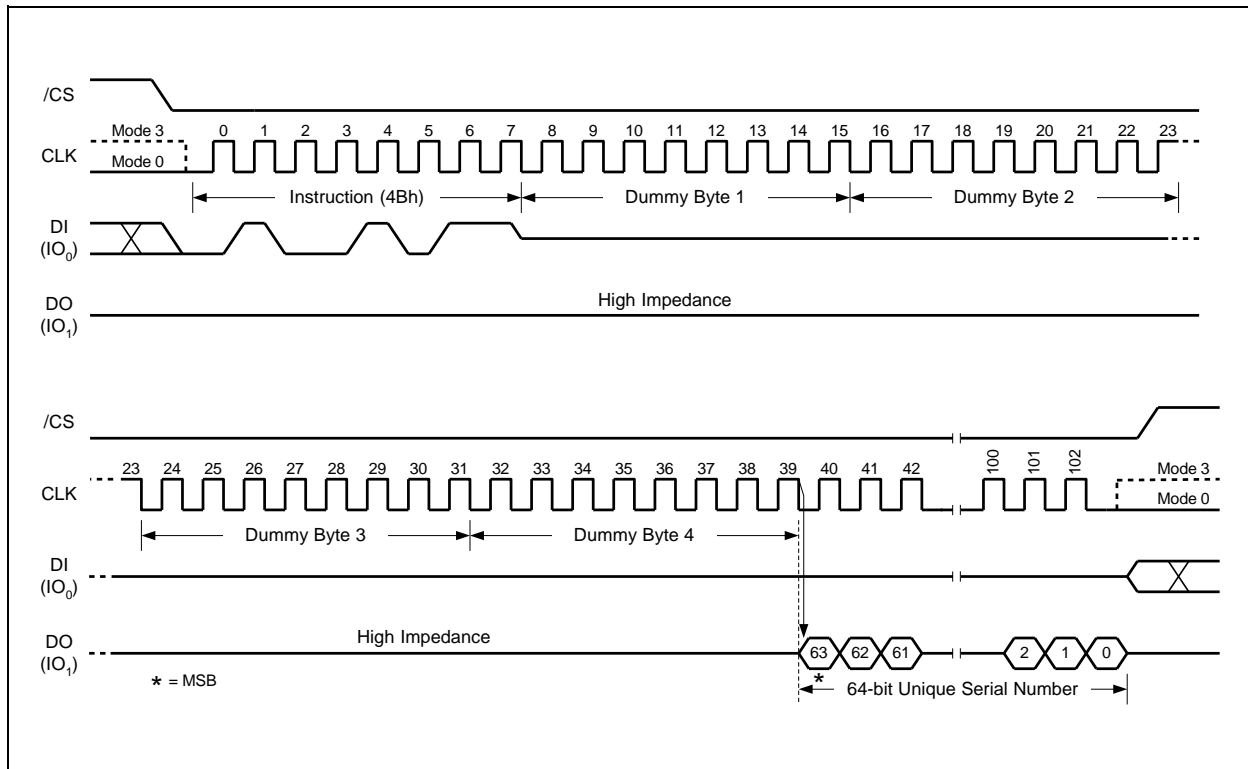 /CS
Mode 3 0 1 2 3 4 5 6 7 8 9 10 11 12 13 14 15 16 17 18 19 20 21 22 23
CLK
Mode 0
Instruction (4Bh) Dummy Byte 1 Dummy Byte 2
DI
(IO0)
High Impedance
DO
(IO1)
/CS
23 24 25 26 27 28 29 30 31 32 33 34 35 36 37 38 39 40 41 42 100 101 102 Mode 3
CLK
Mode 0
Dummy Byte 3 Dummy Byte 4
DI
(IO0)
High Impedance
DO
(IO1)
63 62 61 2 1 0
* = MSB
*
64-bit Unique Serial Number